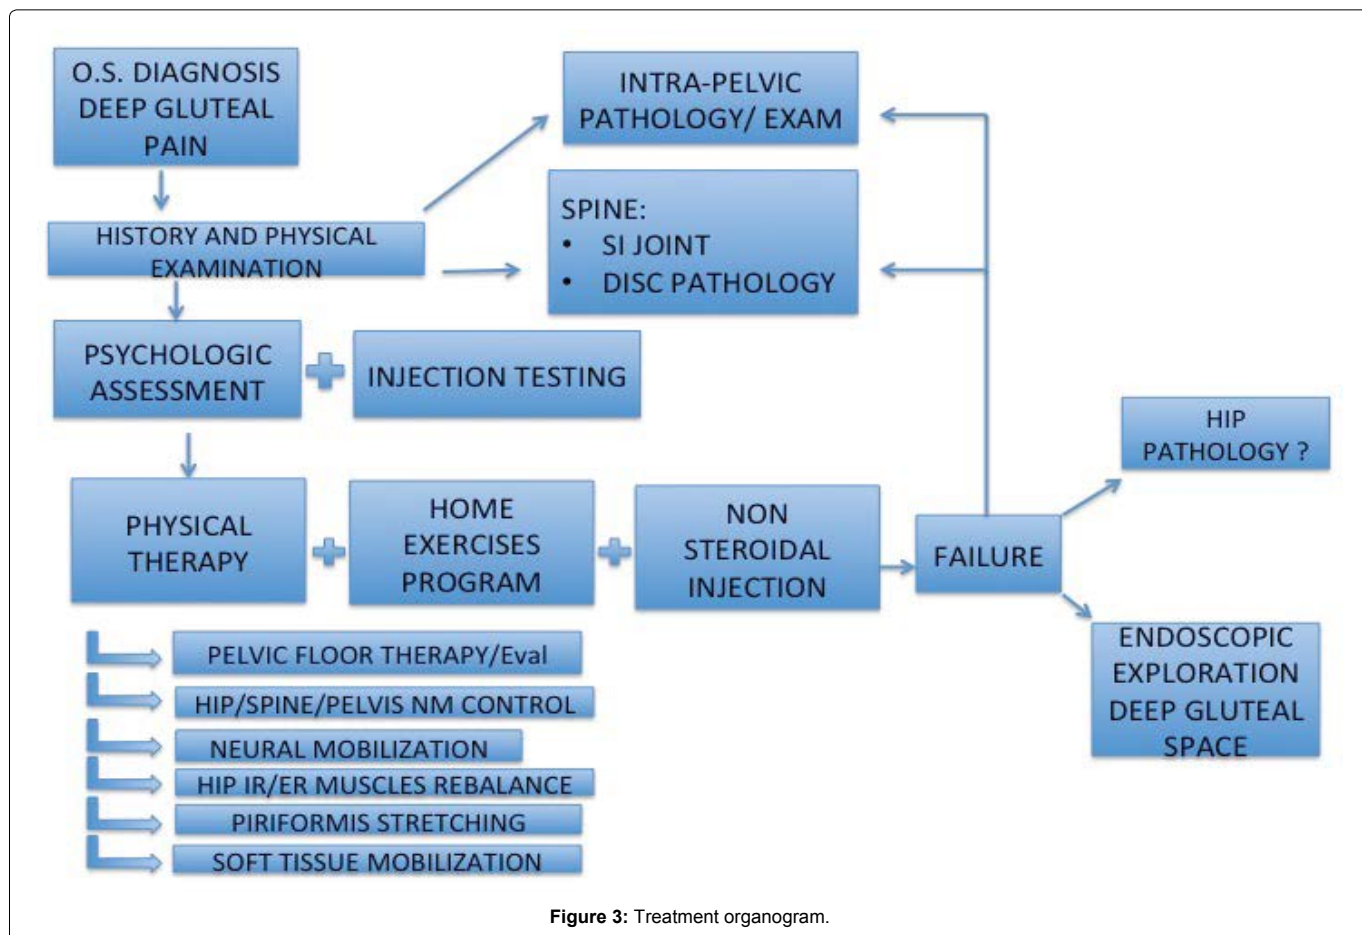 O.S. DIAGNOSIS
DEEP GLUTEAL
PAIN
INTRA-PELVIC
PATHOLOGY/ EXAM
HISTORY AND PHYSICAL
EXAMINATION
SPINE:
• SI JOINT
• DISC PATHOLOGY
PSYCHOLOGIC
ASSESSMENT
INJECTION TESTING
HIP
PATHOLOGY ?
PHYSICAL
THERAPY
HOME
EXERCISES
PROGRAM
NON
STEROIDAL
INJECTION
FAILURE
ENDOSCOPIC
EXPLORATION
DEEP GLUTEAL
SPACE
PELVIC FLOOR THERAPY/Eval
HIP/SPINE/PELVIS NM CONTROL
NEURAL MOBILIZATION
HIP IR/ER MUSCLES REBALANCE
PIRIFORMIS STRETCHING
SOFT TISSUE MOBILIZATION
Figure 3: Treatment organogram.